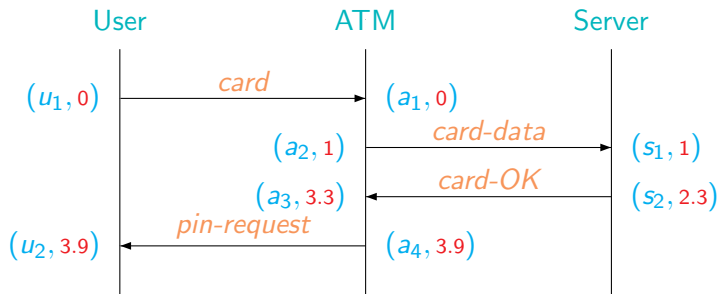 User ATM Server
card
(u₁, 0) (a₁, 0)
card-data
(a₂, 1) (s₁, 1)
card-OK
(a₃, 3.3) (s₂, 2.3)
pin-request
(u₂, 3.9) (a₄, 3.9)